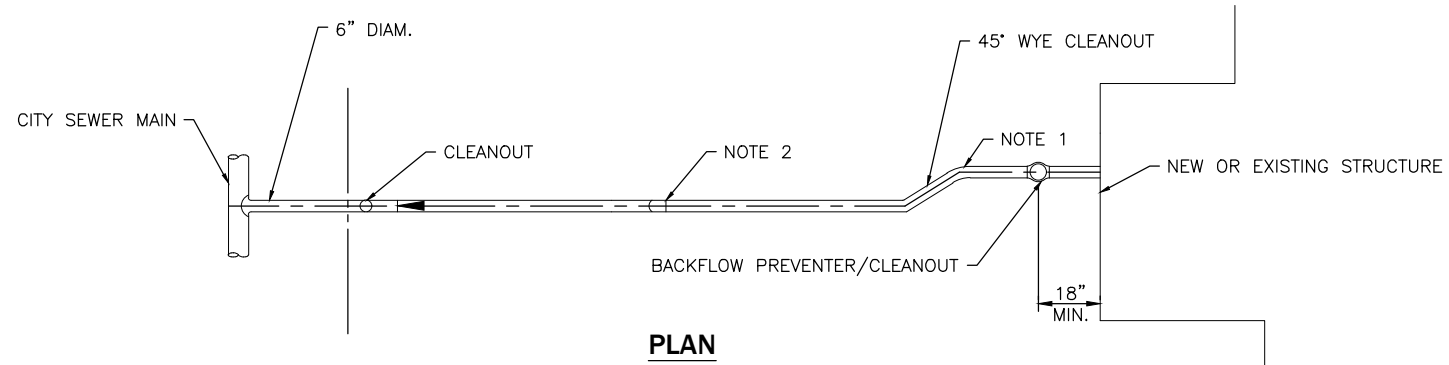 6" DIAM.
45° WYE CLEANOUT
CITY SEWER MAIN
CLEANOUT
NOTE 2
NOTE 1
NEW OR EXISTING STRUCTURE
BACKFLOW PREVENTER/CLEANOUT
18"
MIN.
PLAN